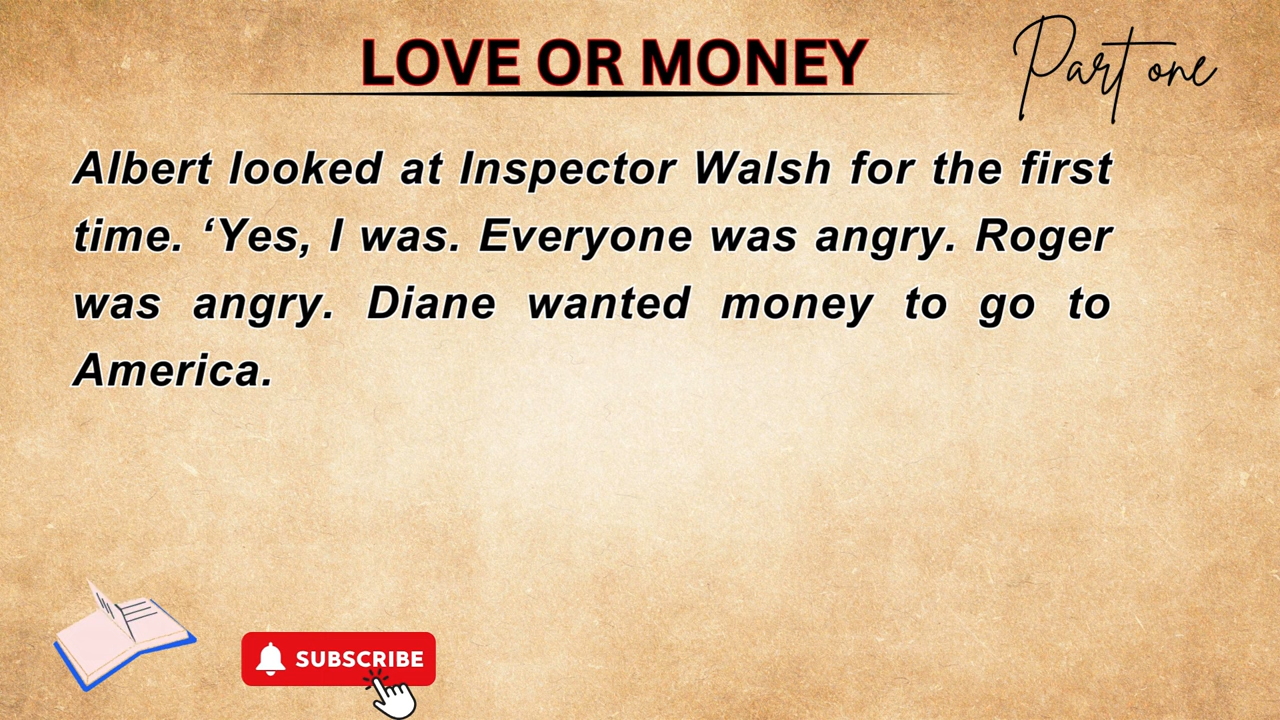 LOVE OR MONEY
Part one
Albert looked at Inspector Walsh for the first
time. ‘Yes, I was. Everyone was angry. Roger
was angry. Diane wanted money to go to
America.
SUBSCRIBE